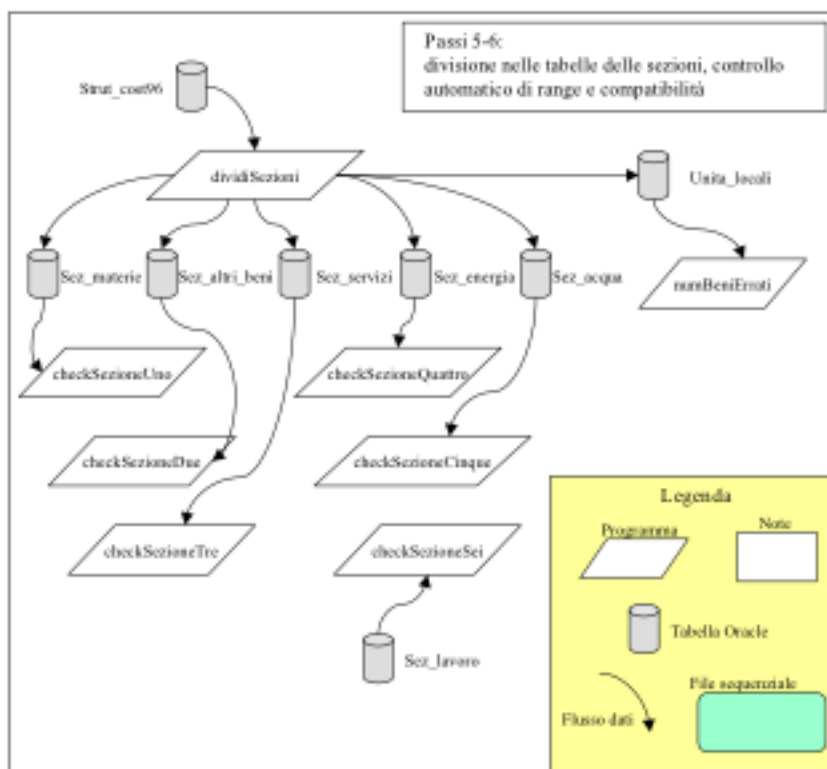 Passi 5-6:
divisione nelle tabelle delle sezioni, controllo
automatico di range e compatibilità
Strut_cost96
dividiSezioni
Unita_locali
Sez_materie
Sez_altri_beni
Sez_servizi
Sez_energia
Sez_acqua
numBeniErrati
checkSezioneUno
checkSezioneQuattro
checkSezioneDue
checkSezioneCinque
checkSezioneTre
checkSezioneSei
Sez_lavoro
Legenda
Programma
Note
Tabella Oracle
File sequenziale
Flusso dati